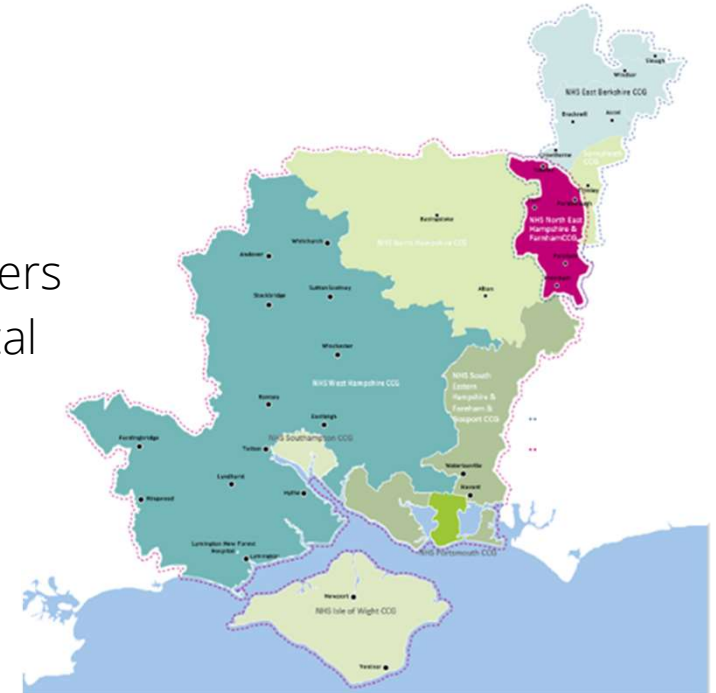 ers
cal
Slough
Windsor
NHS East Berkshire CCG
Bracknell
Ascot
Basingstoke
NHS North Hampshire CCG
NHS North East
Hampshire &
FarnhamCCG
Andover
Whitchurch
Stockbridge
Sutton Scotney
Alton
Winchester
NHS West Hampshire CCG
NHS South
Eastern
Hampshire &
Fareham &
Gosport CCG
Romsey
Eastleigh
NHS Southampton CCG
Fordingbridge
Totton
Waterlooville
Havant
Lyndhurst
Hythe
Ringwood
Lymington New Forest
Hospital
Lymington
NHS Portsmouth CCG
Newport
NHS Isle of Wight CCG
Ventnor